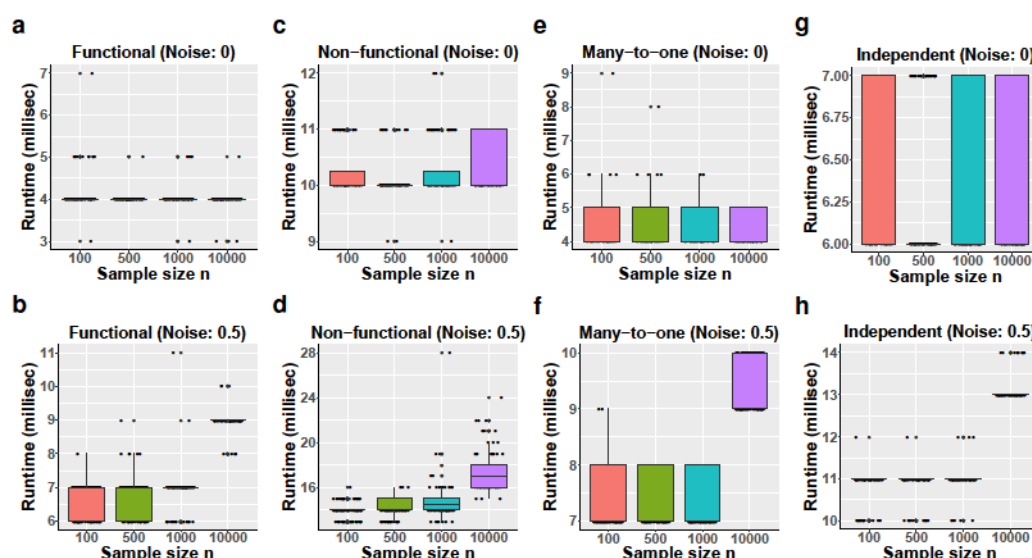 a
Functional (Noise: 0)
Runtime (millisec)
7
6
5
4
3
100 500 1000 10000
Sample size n
c
Non−functional (Noise: 0)
Runtime (millisec)
12
11
10
9
100 500 1000 10000
Sample size n
e
Many−to−one (Noise: 0)
Runtime (millisec)
9
8
7
6
5
4
100 500 1000 10000
Sample size n
g
Independent (Noise: 0)
Runtime (millisec)
7.00
6.75
6.50
6.25
6.00
100 500 1000 10000
Sample size n
b
Functional (Noise: 0.5)
Runtime (millisec)
11
10
9
8
7
6
100 500 1000 10000
Sample size n
d
Non−functional (Noise: 0.5)
Runtime (millisec)
28
24
20
16
100 500 1000 10000
Sample size n
f
Many−to−one (Noise: 0.5)
Runtime (millisec)
10
9
8
7
100 500 1000 10000
Sample size n
h
Independent (Noise: 0.5)
Runtime (millisec)
14
13
12
11
10
100 500 1000 10000
Sample size n